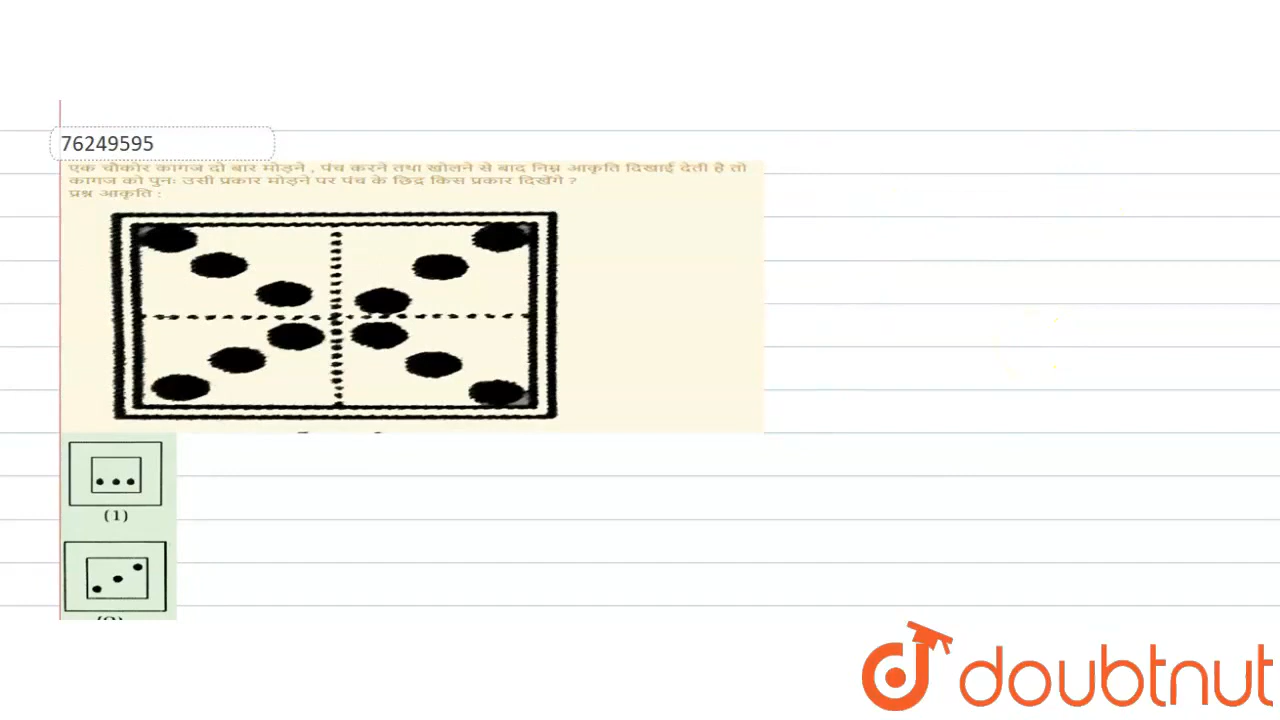 76249595
एक चौकोर कागज दो बार मोड़ने , पंच करने तथा खोलने से बाद निम्न आकृति दिखाई देती है तो
कागज को पुनः उसी प्रकार मोड़ने पर पंच के छिद्र किस प्रकार दिखेंगे ?
प्रश्न आकृति :
(1)
doubtnut